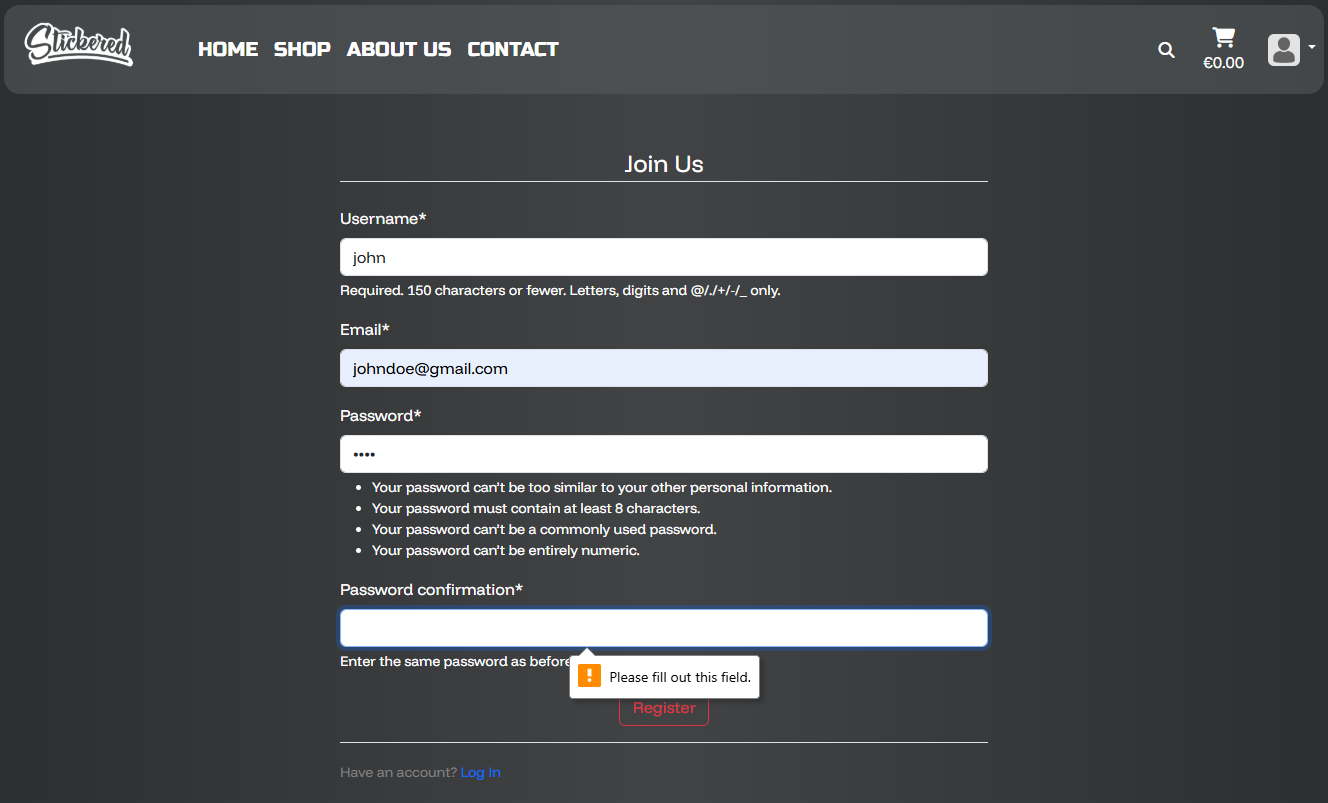 Stickered
HOME SHOP ABOUT US CONTACT
€0.00
Join Us
Username*
john
Required. 150 characters or fewer. Letters, digits and @/./+/-/_ only.
Email*
johndoe@gmail.com
Password*
••••
• Your password can't be too similar to your other personal information.
• Your password must contain at least 8 characters.
• Your password can't be a commonly used password.
• Your password can't be entirely numeric.
Password confirmation*
Enter the same password as before
! Please fill out this field.
Register
Have an account? Log In